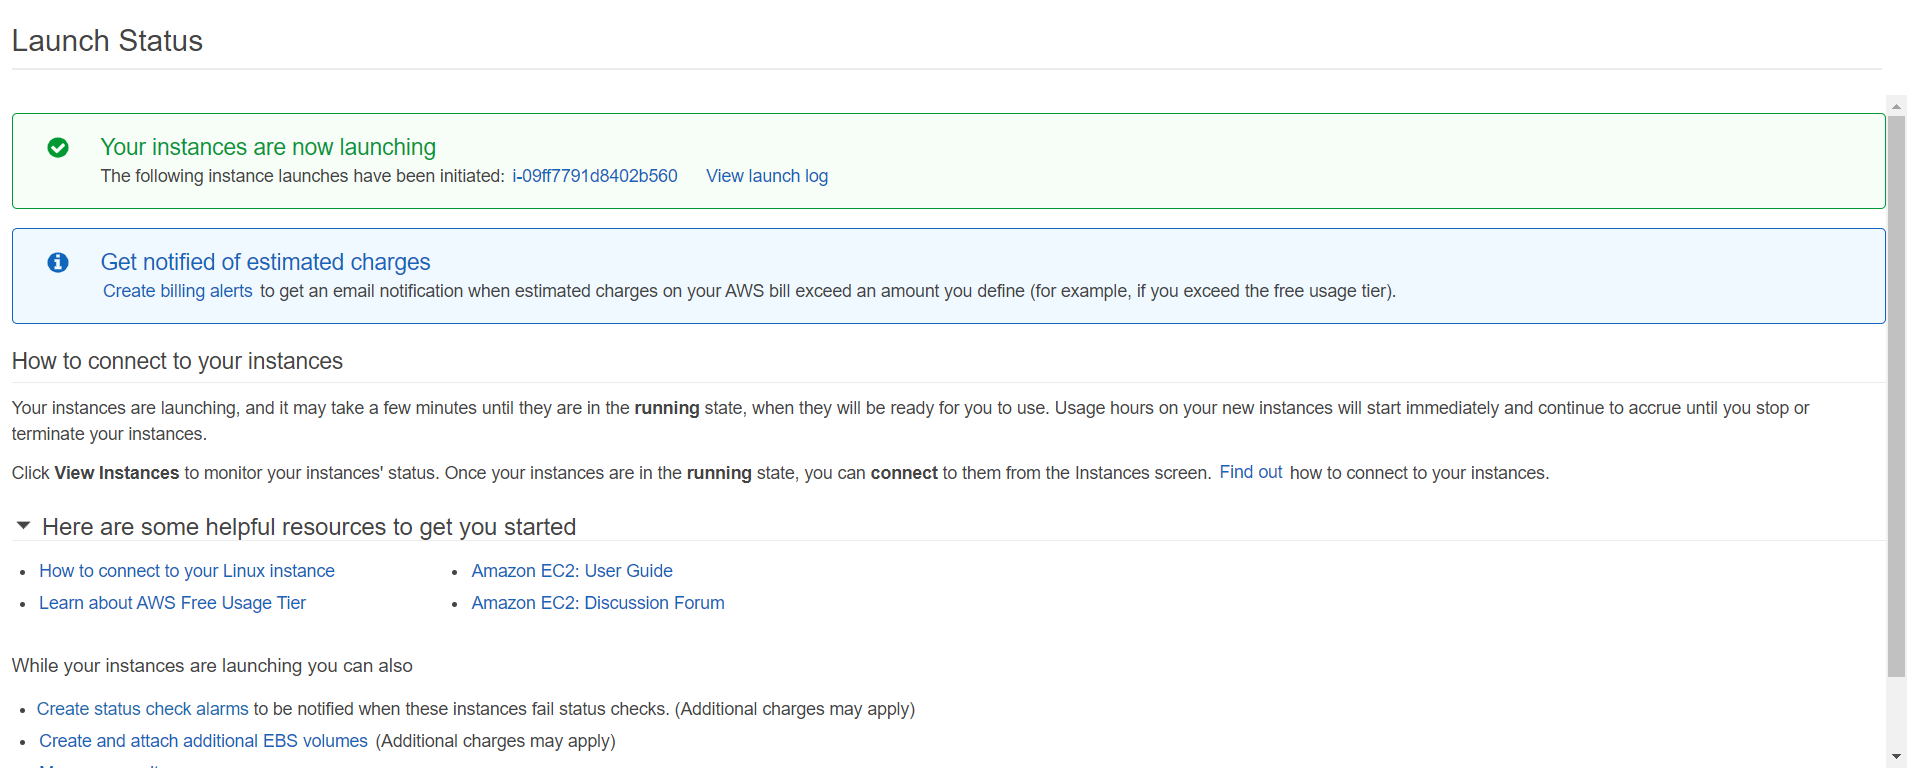 Launch Status
Your instances are now launching
The following instance launches have been initiated: i-09ff7791d8402b560 View launch log
Get notified of estimated charges
Create billing alerts to get an email notification when estimated charges on your AWS bill exceed an amount you define (for example, if you exceed the free usage tier).
How to connect to your instances
Your instances are launching, and it may take a few minutes until they are in the running state, when they will be ready for you to use. Usage hours on your new instances will start immediately and continue to accrue until you stop or
terminate your instances.
Click View Instances to monitor your instances' status. Once your instances are in the running state, you can connect to them from the Instances screen. Find out how to connect to your instances.
Here are some helpful resources to get you started
• How to connect to your Linux instance
• Learn about AWS Free Usage Tier
• Amazon EC2: User Guide
• Amazon EC2: Discussion Forum
While your instances are launching you can also
• Create status check alarms to be notified when these instances fail status checks. (Additional charges may apply)
• Create and attach additional EBS volumes (Additional charges may apply)